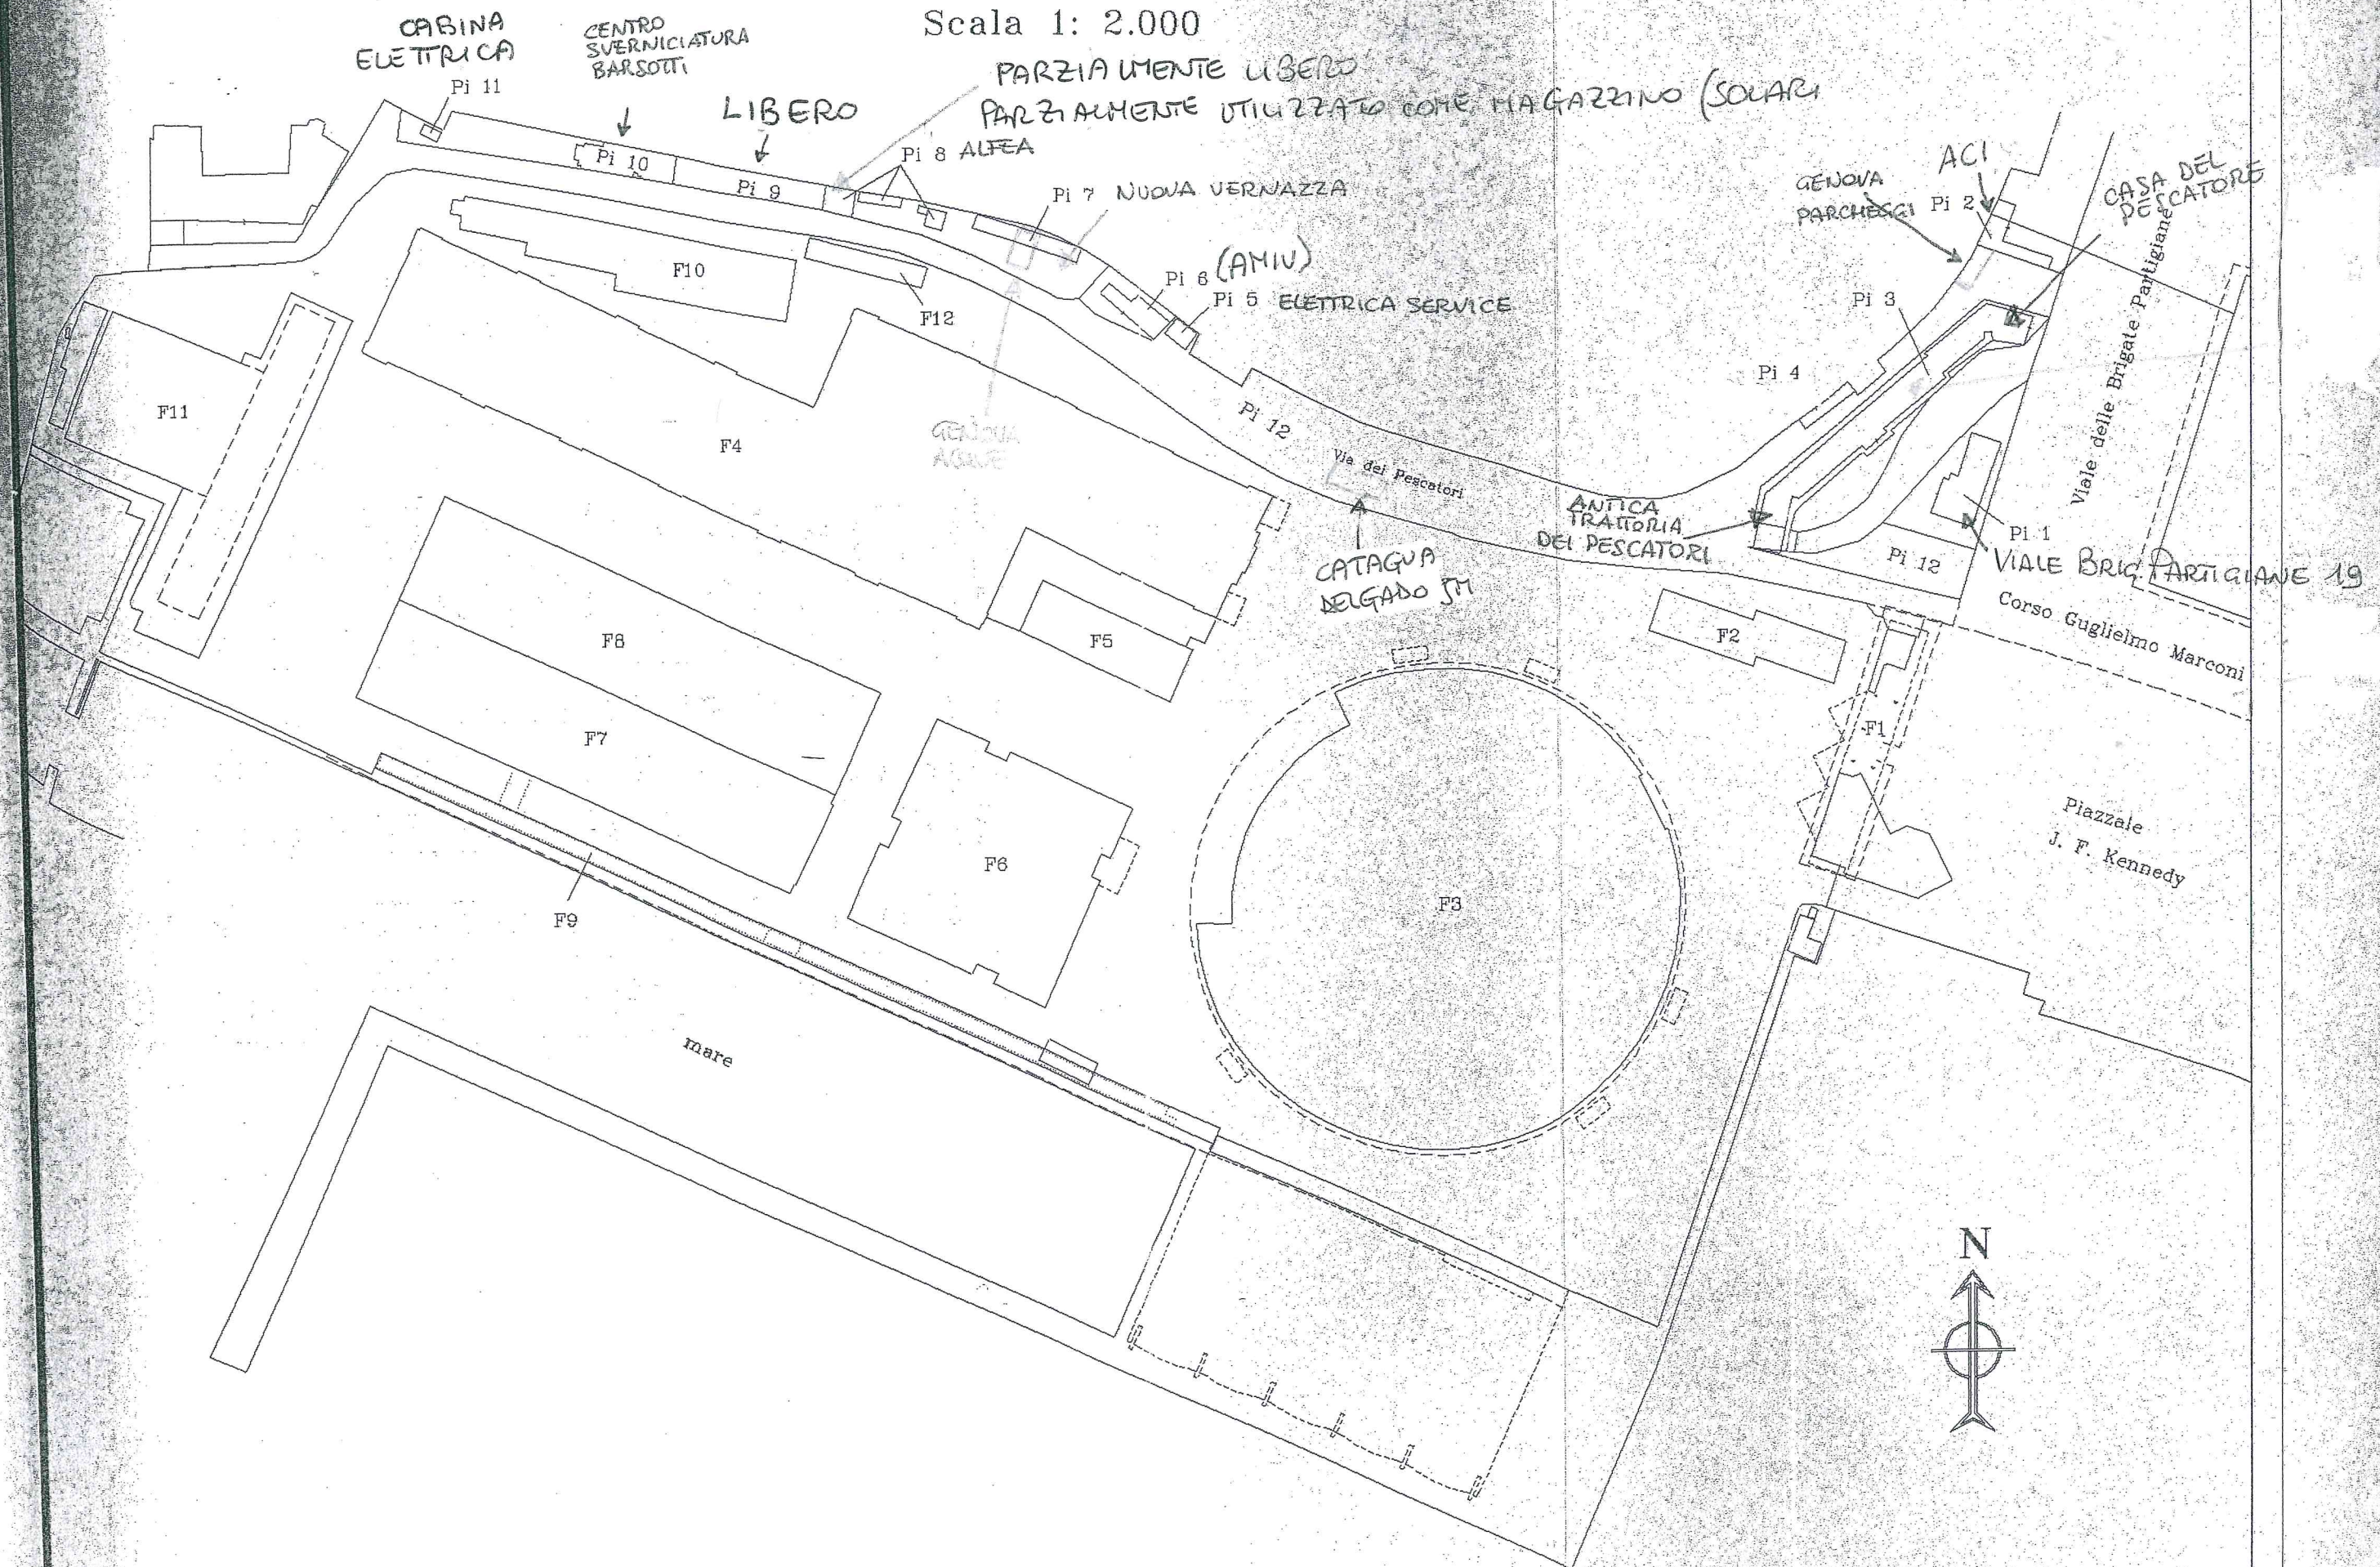 Scala 1: 2.000
CABINA
ELETTRICA
Pi 11
CENTRO
SVERNICIATURA
BARSOTTI
LIBERO
PARZIALMENTE LIBERO
PARZIALMENTE UTILIZZATO COME MAGAZZINO (SOLARI
Pi 10
Pi 9
Pi 8 ALFEA
Pi 7 NUOVA VERNAZZA
Pi 6 (AMIU)
Pi 5 ELETTRICA SERVICE
GENOVA
PARCHEGGI
ACI
Pi 2
CASA DEL
PESCATORE
Pi 3
Pi 4
Viale delle Brigate Partigiane
F10
F12
F11
F4
GENOVA
Pi 12
Via dei Pescatori
ANTICA
TRATTORIA
DEI PESCATORI
CATAGUA
DELGADO JM
Pi 1
VIALE BRIG. PARTIGIANE 19
Pi 12
Corso Guglielmo Marconi
F2
F5
F8
F7
F1
Piazzale
J. F. Kennedy
F6
F3
F9
mare
N